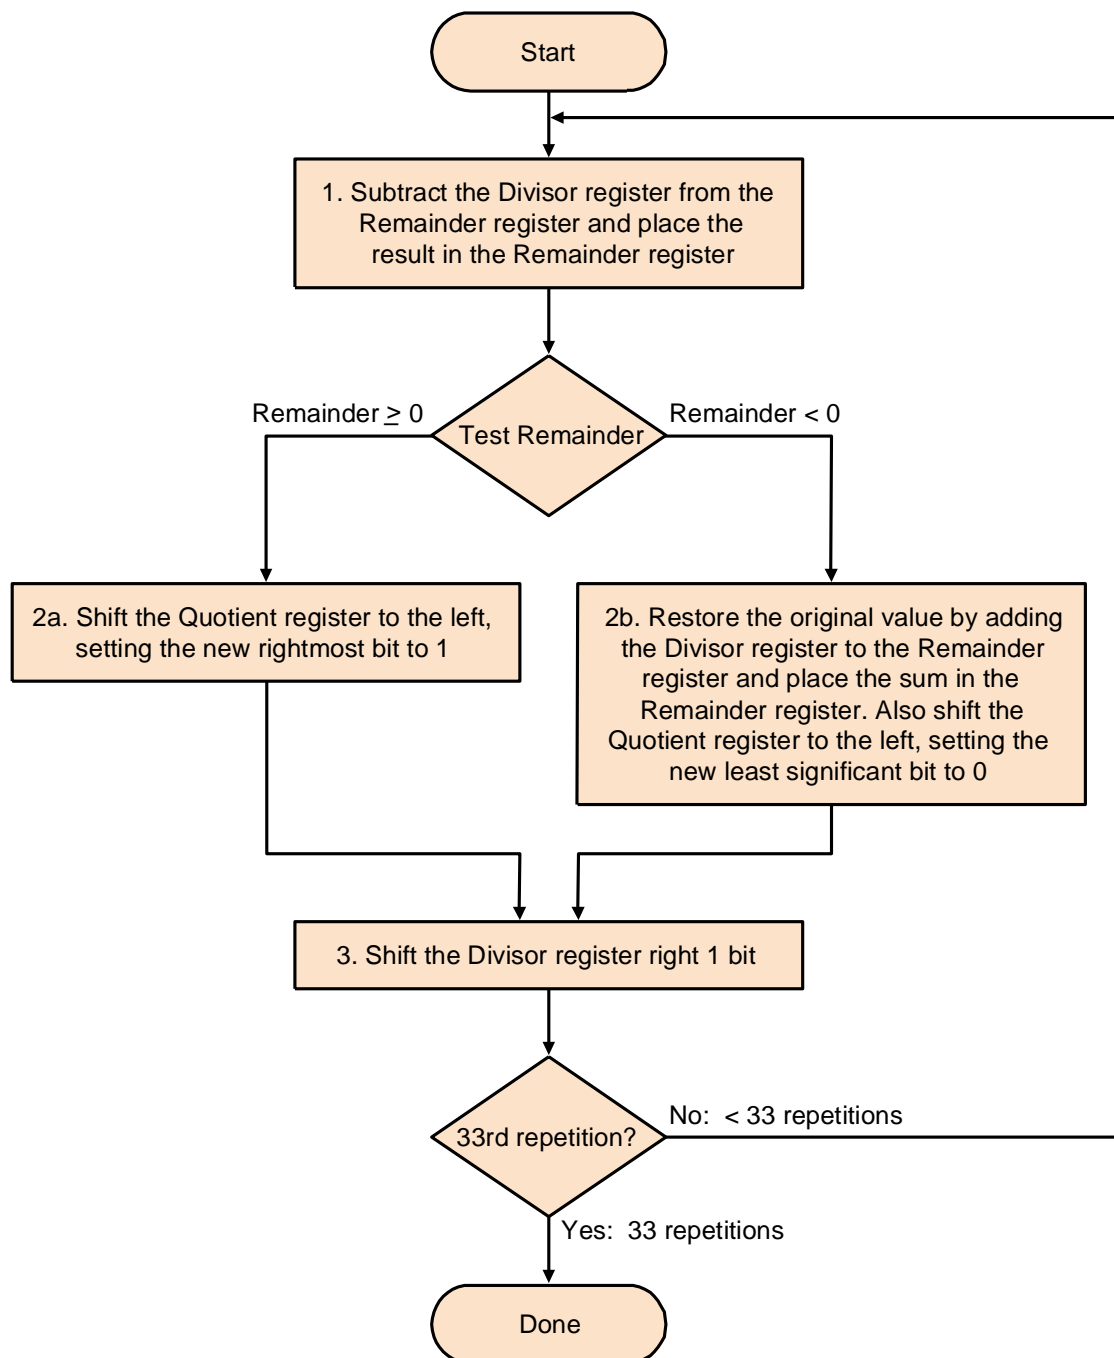 Start
1. Subtract the Divisor register from the
Remainder register and place the
result in the Remainder register
Remainder ≥ 0
Remainder < 0
Test Remainder
2a. Shift the Quotient register to the left,
setting the new rightmost bit to 1
2b. Restore the original value by adding
the Divisor register to the Remainder
register and place the sum in the
Remainder register. Also shift the
Quotient register to the left, setting the
new least significant bit to 0
3. Shift the Divisor register right 1 bit
No: < 33 repetitions
33rd repetition?
Yes: 33 repetitions
Done